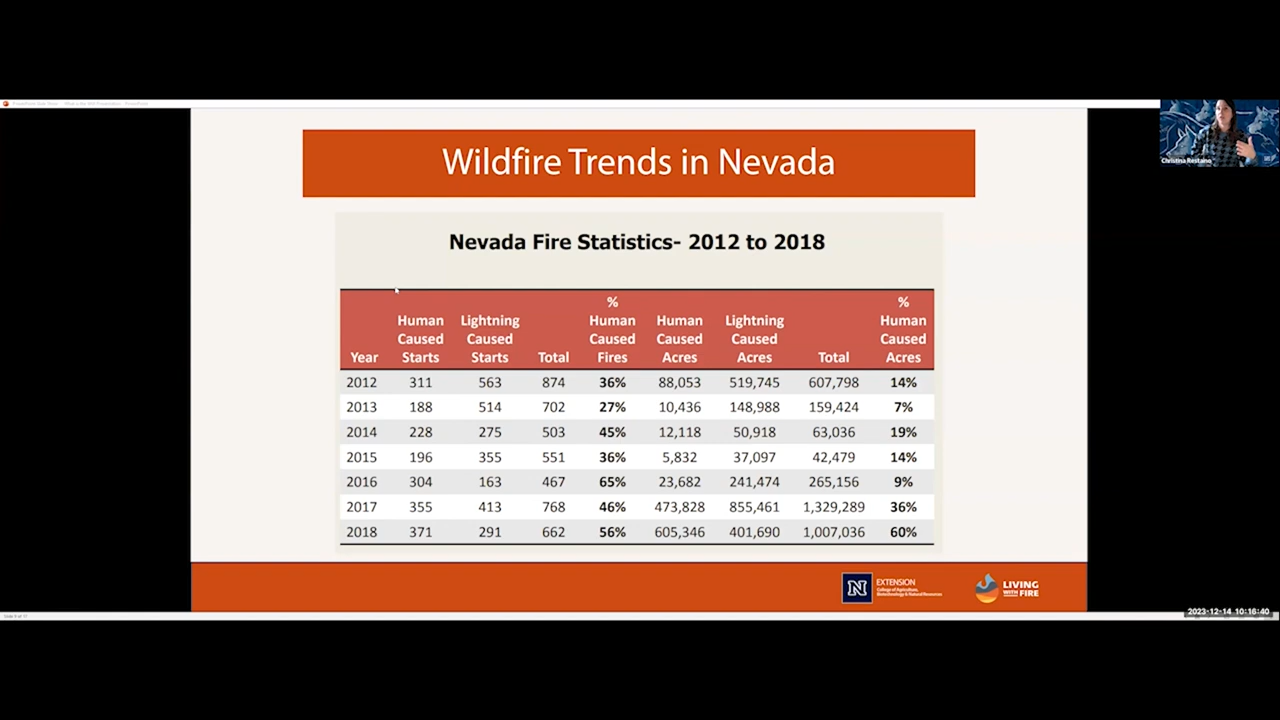 Christina Restaino
Wildfire Trends in Nevada
Nevada Fire Statistics- 2012 to 2018
Year Human Caused Starts Lightning Caused Starts Total % Human Caused Fires Human Caused Acres Lightning Caused Acres Total % Human Caused Acres
2012 311 563 874 36% 88,053 519,745 607,798 14%
2013 188 514 702 27% 10,436 148,988 159,424 7%
2014 228 275 503 45% 12,118 50,918 63,036 19%
2015 196 355 551 36% 5,832 37,097 42,479 14%
2016 304 163 467 65% 23,682 241,474 265,156 9%
2017 355 413 768 46% 473,828 855,461 1,329,289 36%
2018 371 291 662 56% 605,346 401,690 1,007,036 60%
N EXTENSION
College of Agriculture,
Biotechnology & Natural Resources
LIVING
WITH FIRE
2023-12-14 10:16:40